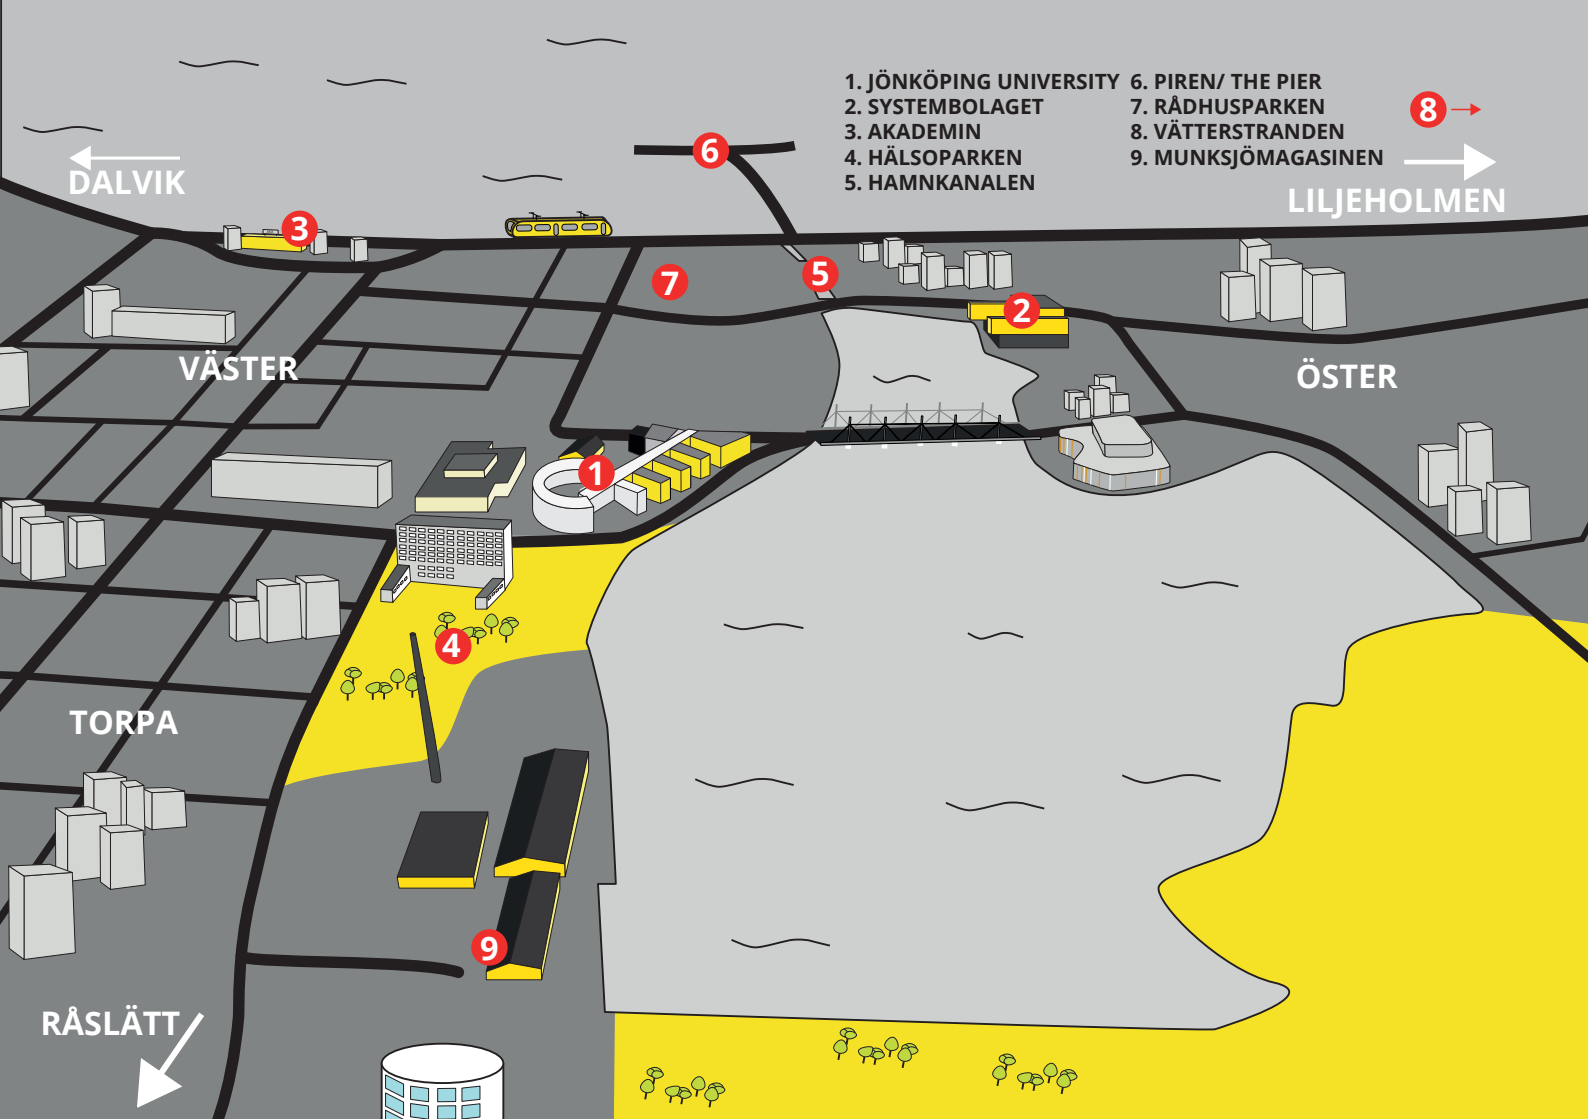 1. JÖNKÖPING UNIVERSITY
2. SYSTEMBOLAGET
3. AKADEMIN
4. HÄLSOPARKEN
5. HAMNKANALEN
6. PIREN/ THE PIER
7. RÅDHUSPARKEN
8. VÄTTERSTRANDEN
9. MUNKSJÖMAGASINEN
8
6
DALVIK
LILJEHOLMEN
3
7
5
2
VÄSTER
ÖSTER
1
4
TORPA
9
RÅSLÄTT